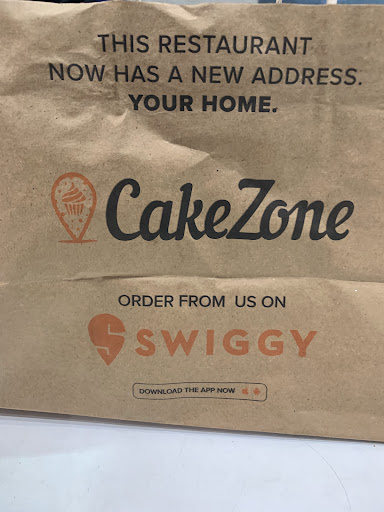 THIS RESTAURANT
NOW HAS A NEW ADDRESS.
YOUR HOME.
CakeZone
ORDER FROM US ON
SWIGGY
DOWNLOAD THE APP NOW